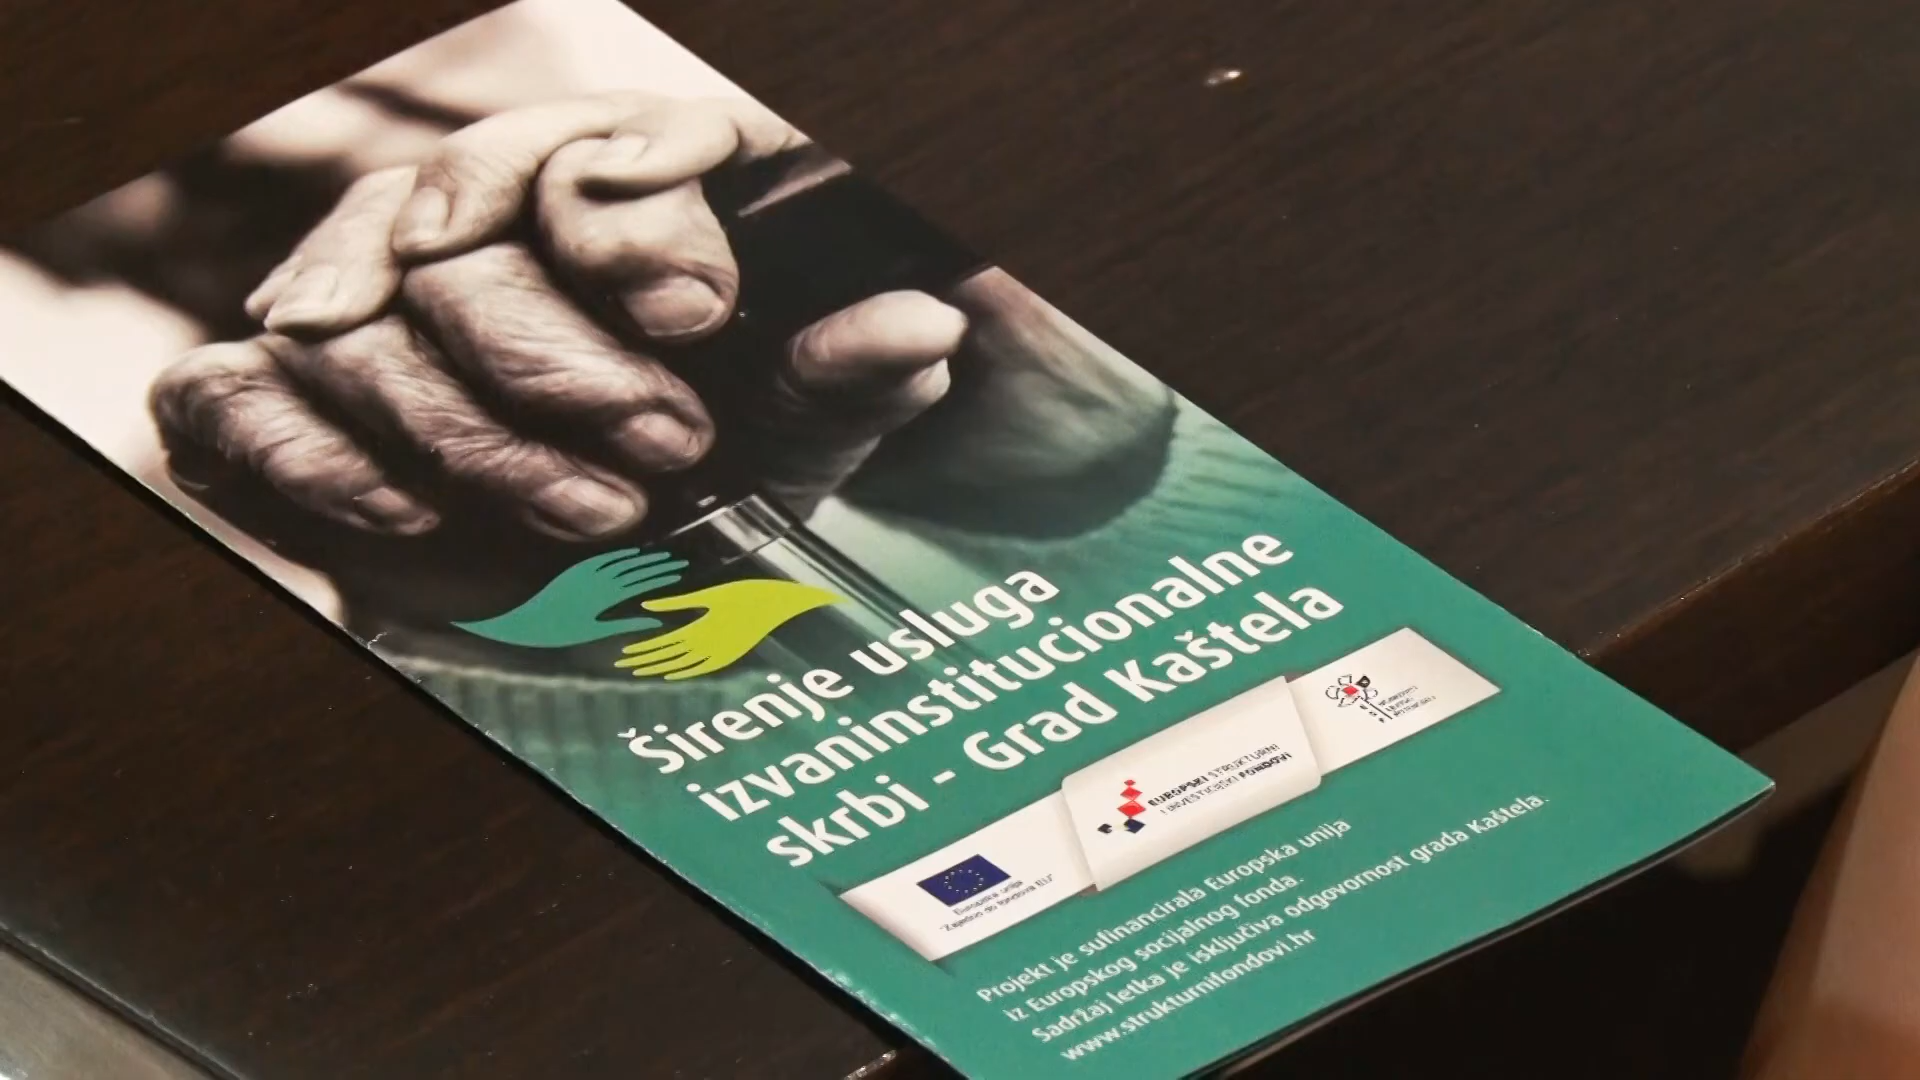 Širenje usluga
izvaninstitucionalne
skrbi - Grad Kaštela
Europska unija
"Zajedno do fondova EU"
EUROPSKI STRUKTURNI
I INVESTICIJSKI FONDOVI
Projekt je sufinancirala Europska unija
iz Europskog socijalnog fonda.
Sadržaj letka je isključiva odgovornost grada Kaštela.
www.strukturnifondovi.hr